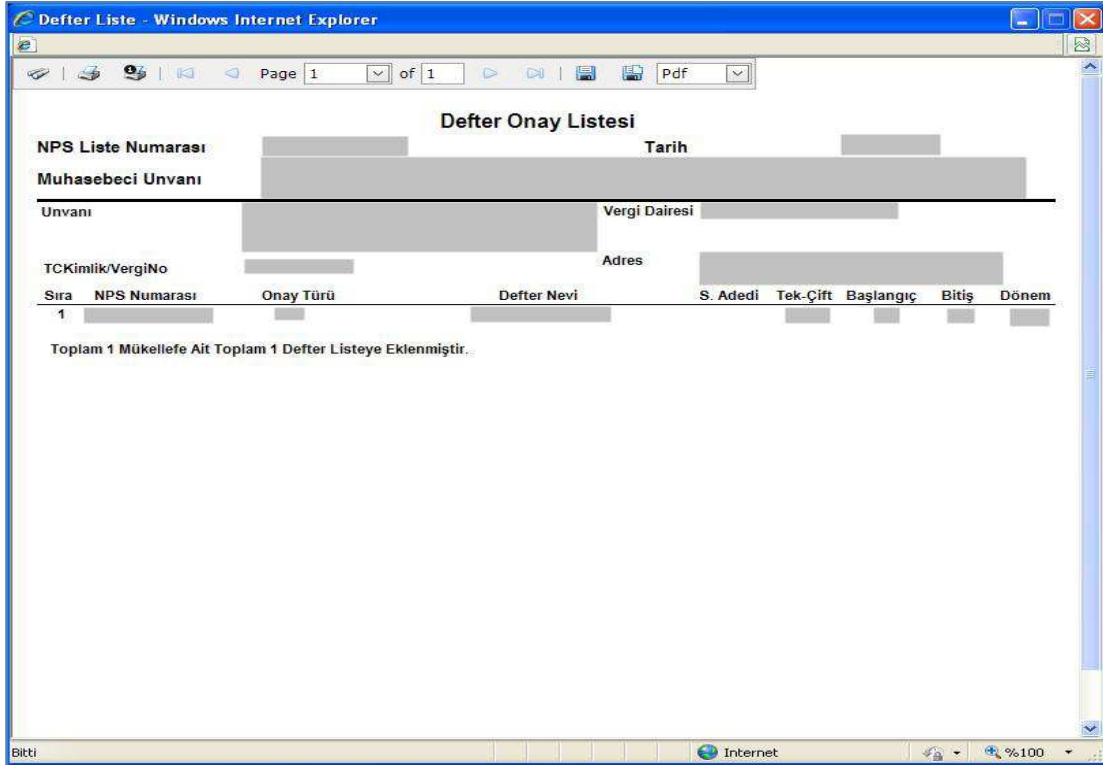 Defter Liste - Windows Internet Explorer
Page 1 of 1 Pdf
Defter Onay Listesi
NPS Liste Numarası Tarih
Muhasebeci Unvanı
Unvanı Vergi Dairesi
TCKimlik/VergiNo Adres
Sıra NPS Numarası Onay Türü Defter Nevi S. Adedi Tek-Çift Başlangıç Bitiş Dönem
1
Toplam 1 Mükellefe Ait Toplam 1 Defter Listeye Eklenmiştir.
Bitti Internet %100